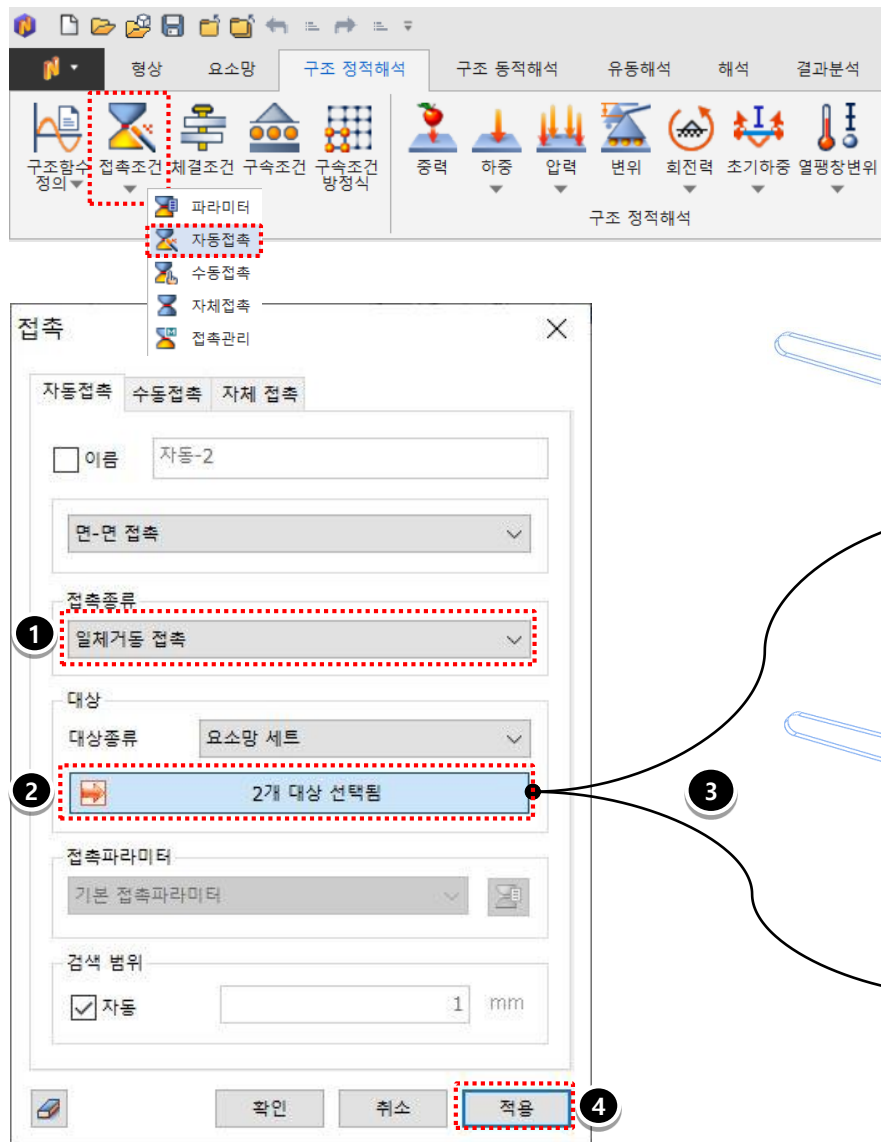 형상 요소망 구조 정적해석 구조 동적해석 유동해석 해석 결과분석
구조함수 정의 접촉조건 체결조건 구속조건 구속조건 방정식 중력 하중 압력 변위 회전력 초기하중 열팽창변위
구조 정적해석
파라미터
자동접촉
수동접촉
자체접촉
접촉관리
접촉
자동접촉 수동접촉 자체 접촉
이름 자동-2
면-면 접촉
접촉종류
1 일체거동 접촉
대상
대상종류 요소망 세트
2 2개 대상 선택됨 3
접촉파라미터
기본 접촉파라미터
검색 범위
자동 1 mm
확인 취소 적용 4